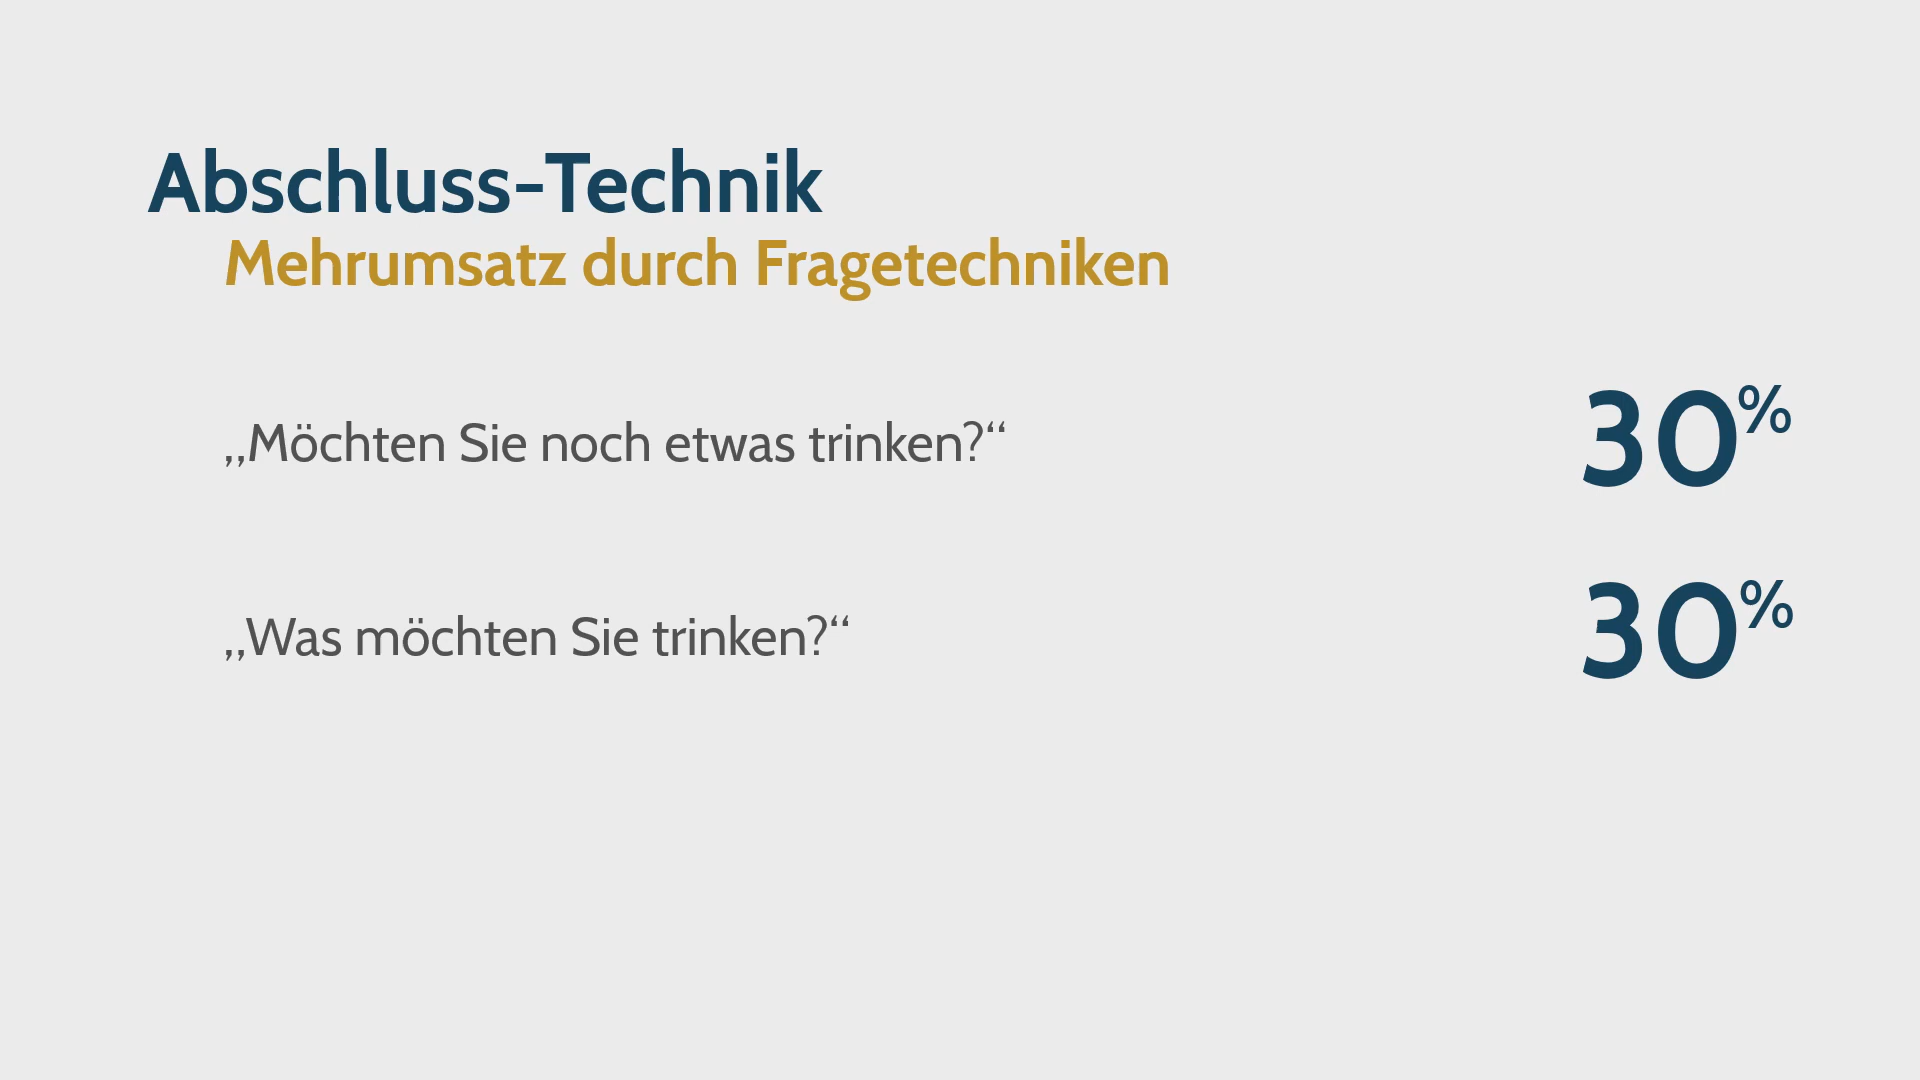 Abschluss-Technik
Mehrumsatz durch Fragetechniken
„Möchten Sie noch etwas trinken?“ 30%
„Was möchten Sie trinken?“ 30%